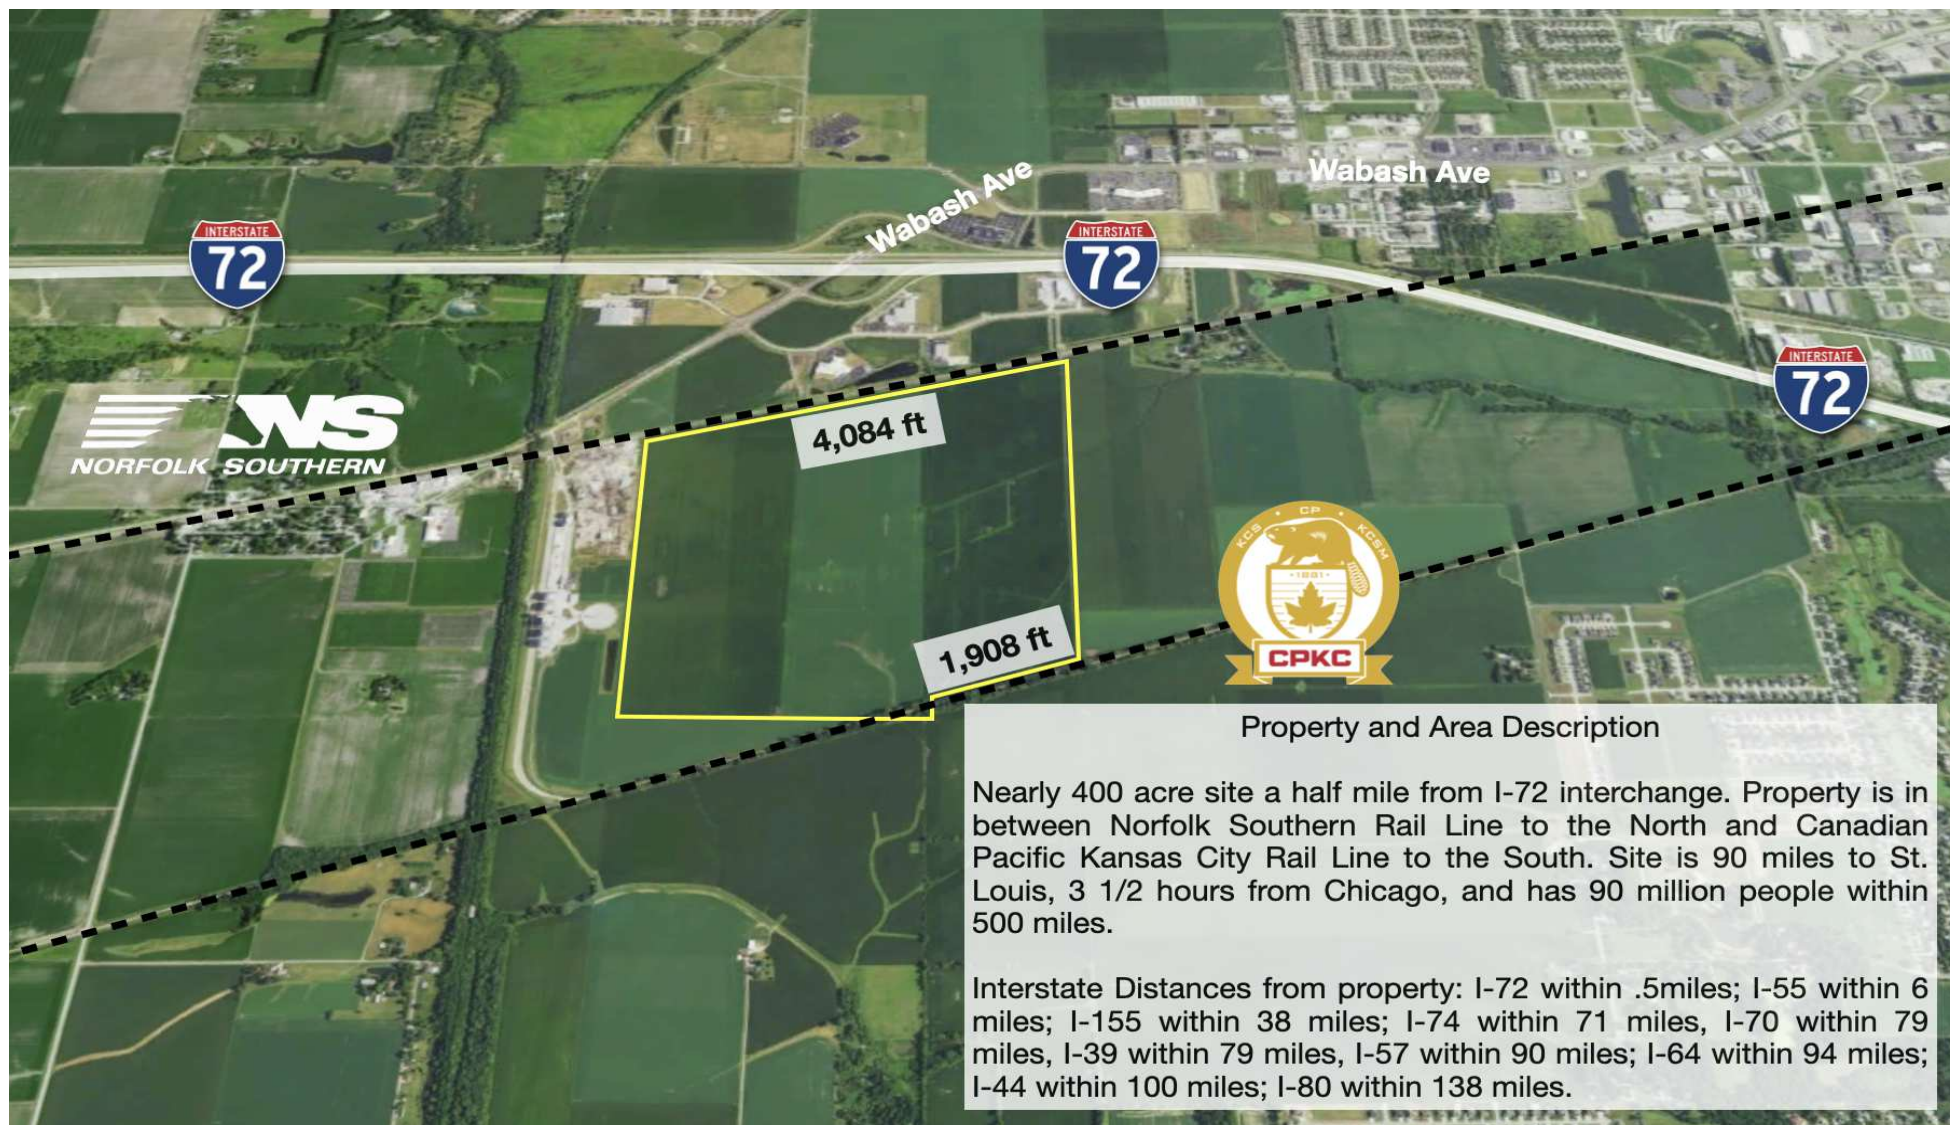 Wabash Ave
Wabash Ave
INTERSTATE
72
INTERSTATE
72
INTERSTATE
72
NS
NORFOLK SOUTHERN
4,084 ft
1,908 ft
KCS • CP • KCSM
•1881•
CPKC
Property and Area Description
Nearly 400 acre site a half mile from I-72 interchange. Property is in
between Norfolk Southern Rail Line to the North and Canadian
Pacific Kansas City Rail Line to the South. Site is 90 miles to St.
Louis, 3 1/2 hours from Chicago, and has 90 million people within
500 miles.
Interstate Distances from property: I-72 within .5miles; I-55 within 6
miles; I-155 within 38 miles; I-74 within 71 miles, I-70 within 79
miles, I-39 within 79 miles, I-57 within 90 miles; I-64 within 94 miles;
I-44 within 100 miles; I-80 within 138 miles.